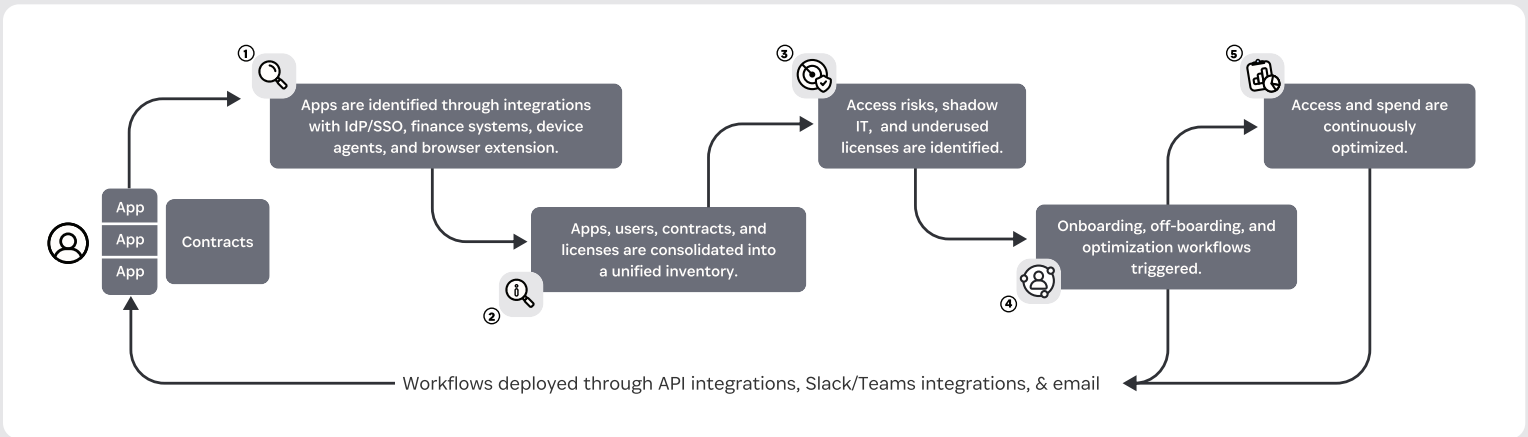 1
Apps are identified through integrations
with IdP/SSO, finance systems, device
agents, and browser extension.
App
App
App
Contracts
2
Apps, users, contracts, and
licenses are consolidated into
a unified inventory.
3
Access risks, shadow
IT, and underused
licenses are identified.
4
Onboarding, off-boarding, and
optimization workflows
triggered.
5
Access and spend are
continuously
optimized.
Workflows deployed through API integrations, Slack/Teams integrations, & email